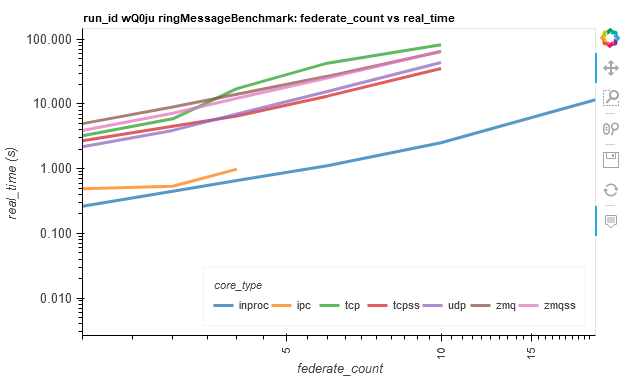 run_id wQ0ju ringMessageBenchmark: federate_count vs real_time
100.000
10.000
1.000
0.100
0.010
real_time (s)
core_type
inproc ipc tcp tcpss udp zmq zmqss
5 10 15
federate_count